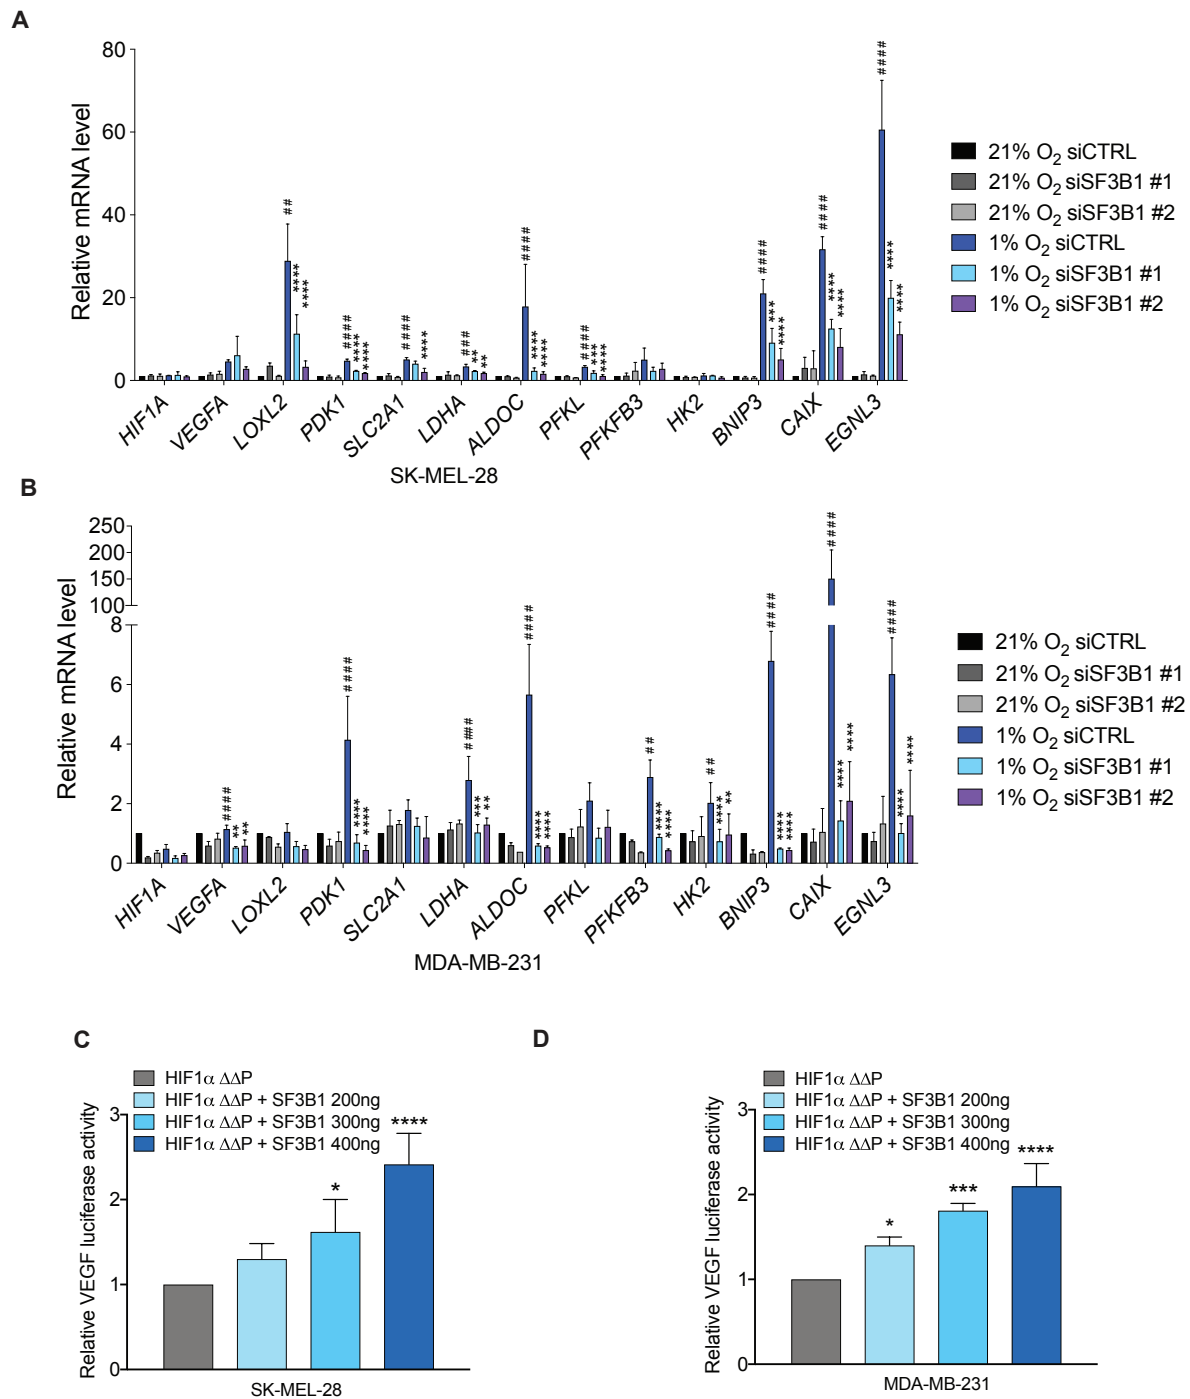 A
80
60
40
20
0
Relative mRNA level
##
####
####
###
####
####
####
####
####
****
****
****
****
****
**
**
****
****
***
****
***
****
****
****
****
****
HIF1A
VEGFA
LOXL2
PDK1
SLC2A1
LDHA
ALDOC
PFKL
PFKFB3
HK2
BNIP3
CAIX
EGNL3
SK-MEL-28
21% O2 siCTRL
21% O2 siSF3B1 #1
21% O2 siSF3B1 #2
1% O2 siCTRL
1% O2 siSF3B1 #1
1% O2 siSF3B1 #2
B
250
200
150
100
8
6
4
2
0
Relative mRNA level
####
####
####
####
##
##
####
####
####
**
**
****
****
***
**
****
****
****
****
****
**
****
****
****
****
****
****
HIF1A
VEGFA
LOXL2
PDK1
SLC2A1
LDHA
ALDOC
PFKL
PFKFB3
HK2
BNIP3
CAIX
EGNL3
MDA-MB-231
21% O2 siCTRL
21% O2 siSF3B1 #1
21% O2 siSF3B1 #2
1% O2 siCTRL
1% O2 siSF3B1 #1
1% O2 siSF3B1 #2
C
HIF1α ΔΔP
HIF1α ΔΔP + SF3B1 200ng
HIF1α ΔΔP + SF3B1 300ng
HIF1α ΔΔP + SF3B1 400ng
3
2
1
0
Relative VEGF luciferase activity
*
****
SK-MEL-28
D
HIF1α ΔΔP
HIF1α ΔΔP + SF3B1 200ng
HIF1α ΔΔP + SF3B1 300ng
HIF1α ΔΔP + SF3B1 400ng
3
2
1
0
Relative VEGF luciferase activity
*
***
****
MDA-MB-231